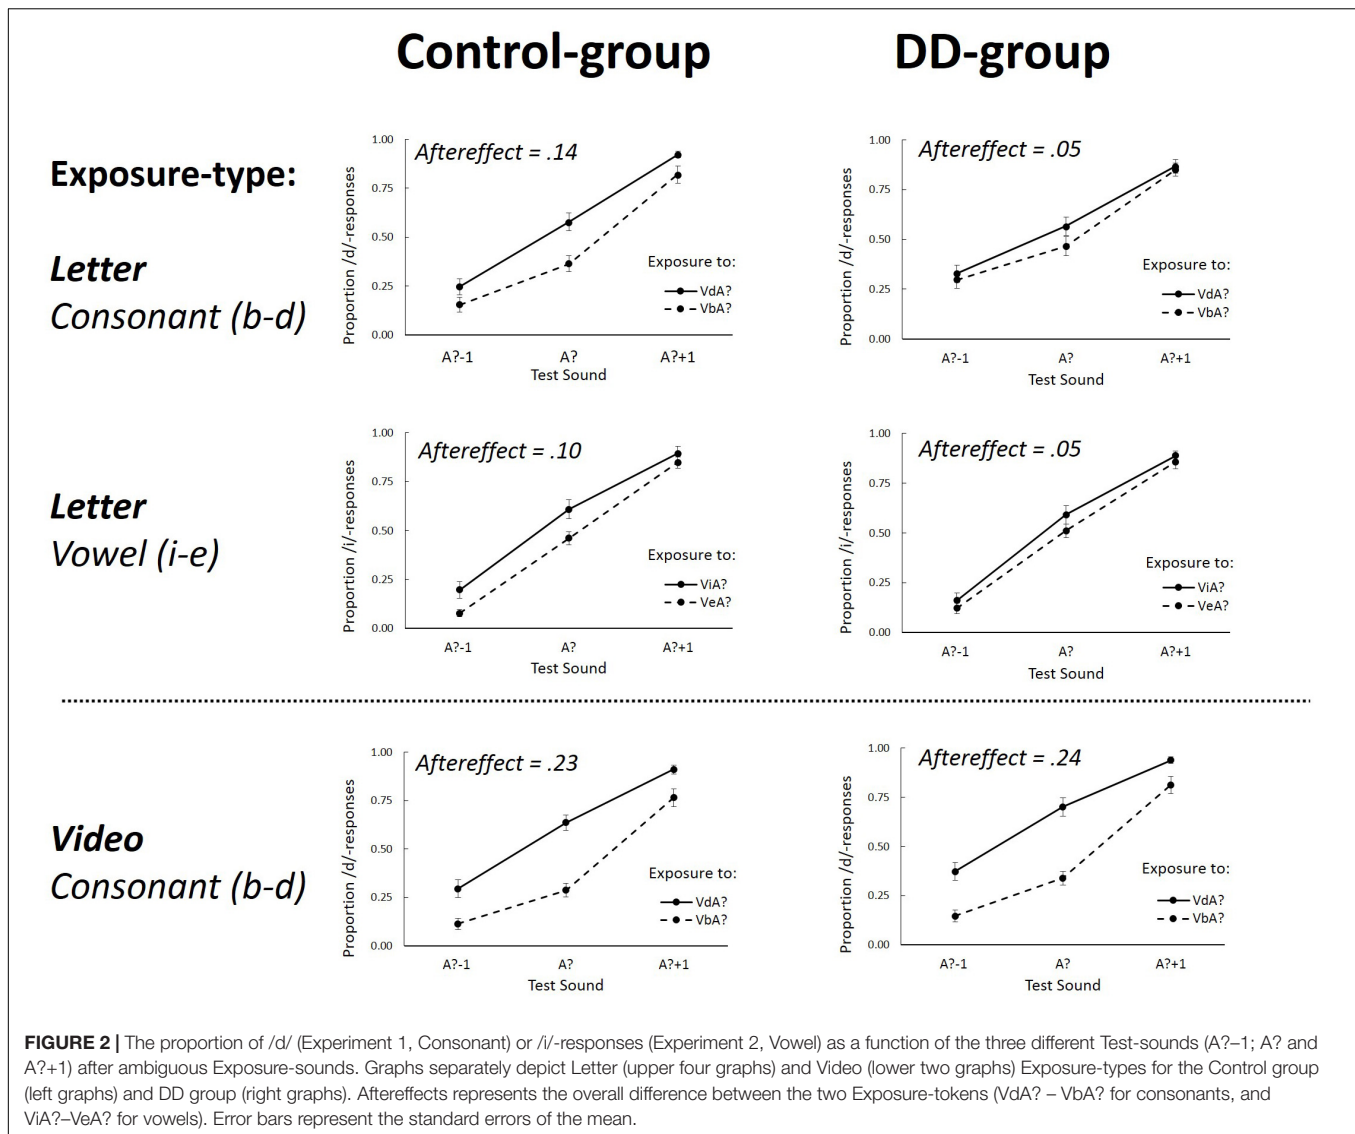 Control-group
DD-group
Exposure-type:
Letter
Consonant (b-d)
Aftereffect = .14
Proportion /d/-responses
1.00
0.75
0.50
0.25
0.00
Exposure to:
VdA?
VbA?
A?-1 A? A?+1
Test Sound
Aftereffect = .05
Proportion /d/-responses
1.00
0.75
0.50
0.25
0.00
Exposure to:
VdA?
VbA?
A?-1 A? A?+1
Test Sound
Letter
Vowel (i-e)
Aftereffect = .10
Proportion /i/-responses
1.00
0.75
0.50
0.25
0.00
Exposure to:
ViA?
VeA?
A?-1 A? A?+1
Test Sound
Aftereffect = .05
Proportion /i/-responses
1.00
0.75
0.50
0.25
0.00
Exposure to:
ViA?
VeA?
A?-1 A? A?+1
Test Sound
Video
Consonant (b-d)
Aftereffect = .23
Proportion /d/-responses
1.00
0.75
0.50
0.25
0.00
Exposure to:
VdA?
VbA?
A?-1 A? A?+1
Test Sound
Aftereffect = .24
Proportion /d/-responses
1.00
0.75
0.50
0.25
0.00
Exposure to:
VdA?
VbA?
A?-1 A? A?+1
Test Sound
FIGURE 2 | The proportion of /d/ (Experiment 1, Consonant) or /i/-responses (Experiment 2, Vowel) as a function of the three different Test-sounds (A?–1; A? and
A?+1) after ambiguous Exposure-sounds. Graphs separately depict Letter (upper four graphs) and Video (lower two graphs) Exposure-types for the Control group
(left graphs) and DD group (right graphs). Aftereffects represents the overall difference between the two Exposure-tokens (VdA? – VbA? for consonants, and
ViA?–VeA? for vowels). Error bars represent the standard errors of the mean.